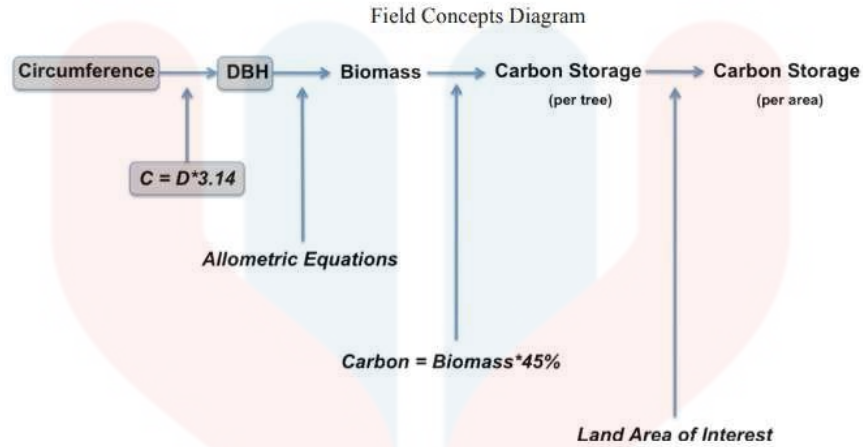 Field Concepts Diagram
Circumference DBH Biomass Carbon Storage Carbon Storage
(per tree) (per area)
C = D*3.14
Allometric Equations
Carbon = Biomass*45%
Land Area of Interest